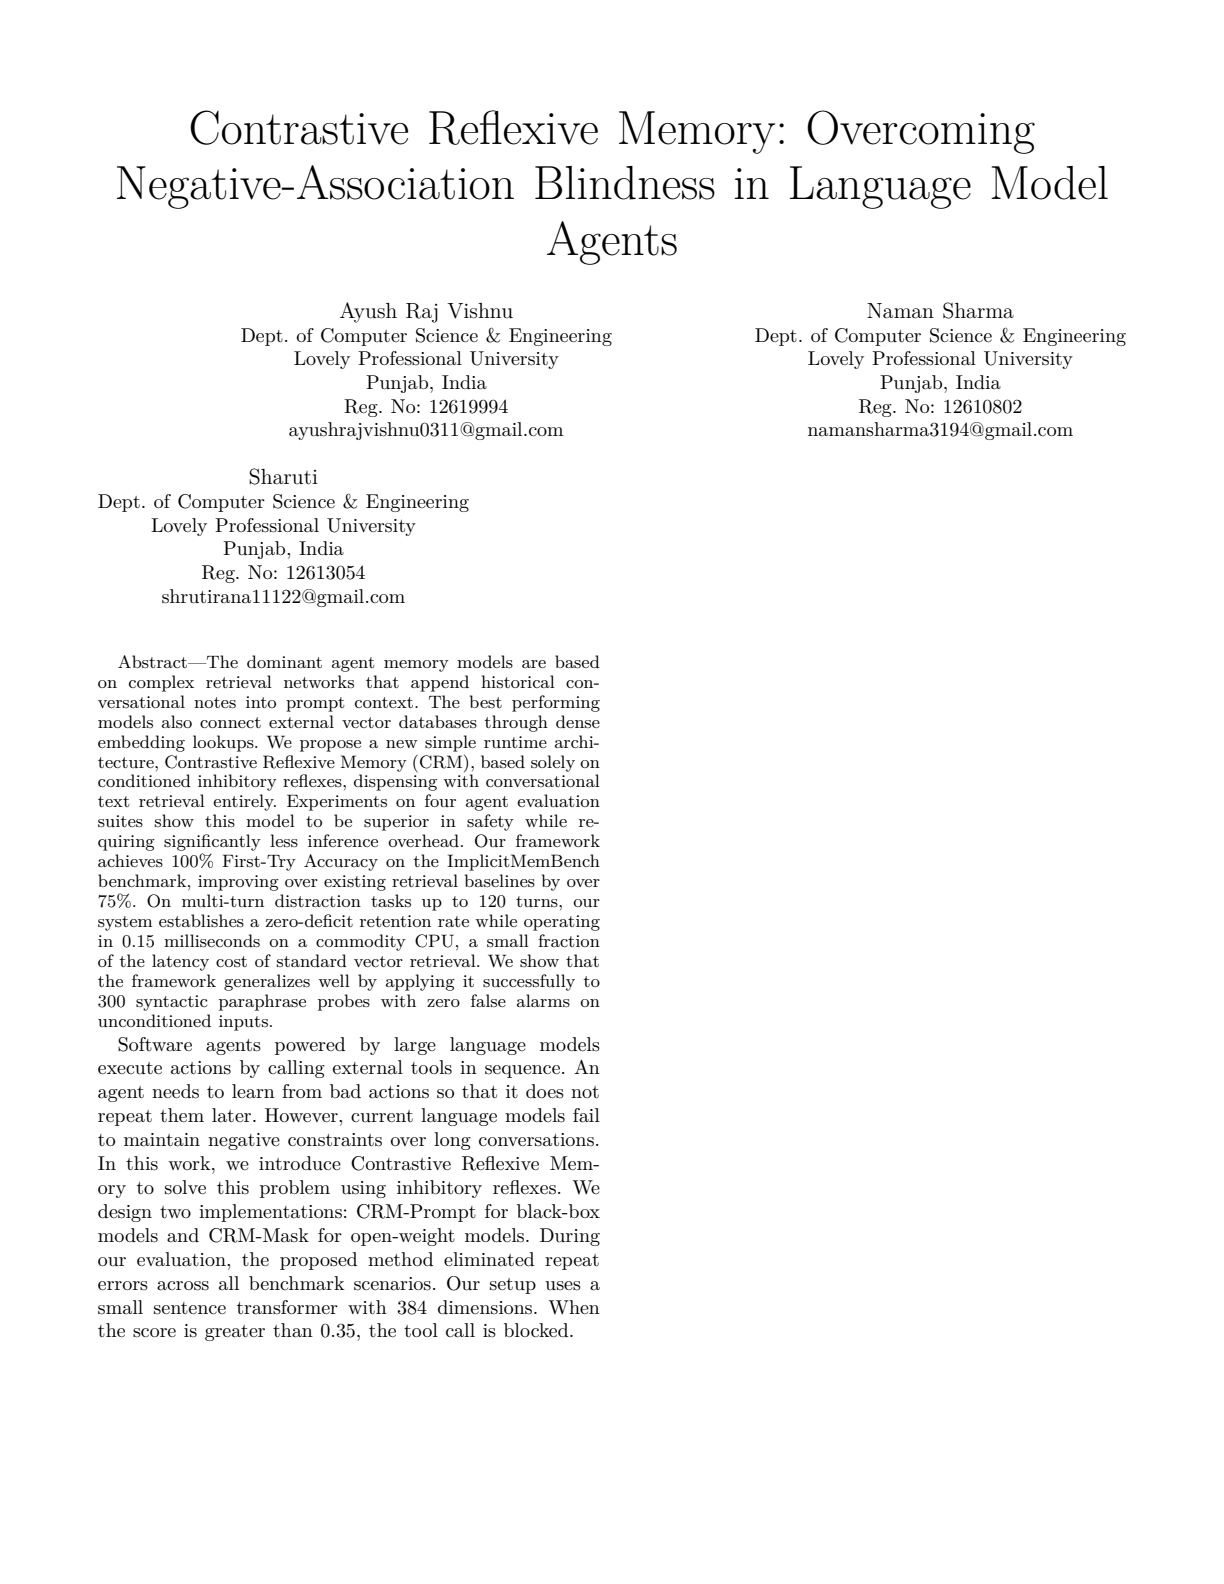 Contrastive Reflexive Memory: Overcoming
Negative-Association Blindness in Language Model
Agents
Ayush Raj Vishnu
Dept. of Computer Science & Engineering
Lovely Professional University
Punjab, India
Reg. No: 12619994
ayushrajvishnu0311@gmail.com
Naman Sharma
Dept. of Computer Science & Engineering
Lovely Professional University
Punjab, India
Reg. No: 12610802
namansharma3194@gmail.com
Sharuti
Dept. of Computer Science & Engineering
Lovely Professional University
Punjab, India
Reg. No: 12613054
shrutirana11122@gmail.com
Abstract—The dominant agent memory models are based
on complex retrieval networks that append historical con-
versational notes into prompt context. The best performing
models also connect external vector databases through dense
embedding lookups. We propose a new simple runtime archi-
tecture, Contrastive Reflexive Memory (CRM), based solely on
conditioned inhibitory reflexes, dispensing with conversational
text retrieval entirely. Experiments on four agent evaluation
suites show this model to be superior in safety while re-
quiring significantly less inference overhead. Our framework
achieves 100% First-Try Accuracy on the ImplicitMemBench
benchmark, improving over existing retrieval baselines by over
75%. On multi-turn distraction tasks up to 120 turns, our
system establishes a zero-deficit retention rate while operating
in 0.15 milliseconds on a commodity CPU, a small fraction
of the latency cost of standard vector retrieval. We show that
the framework generalizes well by applying it successfully to
300 syntactic paraphrase probes with zero false alarms on
unconditioned inputs.
Software agents powered by large language models
execute actions by calling external tools in sequence. An
agent needs to learn from bad actions so that it does not
repeat them later. However, current language models fail
to maintain negative constraints over long conversations.
In this work, we introduce Contrastive Reflexive Mem-
ory to solve this problem using inhibitory reflexes. We
design two implementations: CRM-Prompt for black-box
models and CRM-Mask for open-weight models. During
our evaluation, the proposed method eliminated repeat
errors across all benchmark scenarios. Our setup uses a
small sentence transformer with 384 dimensions. When
the score is greater than 0.35, the tool call is blocked.